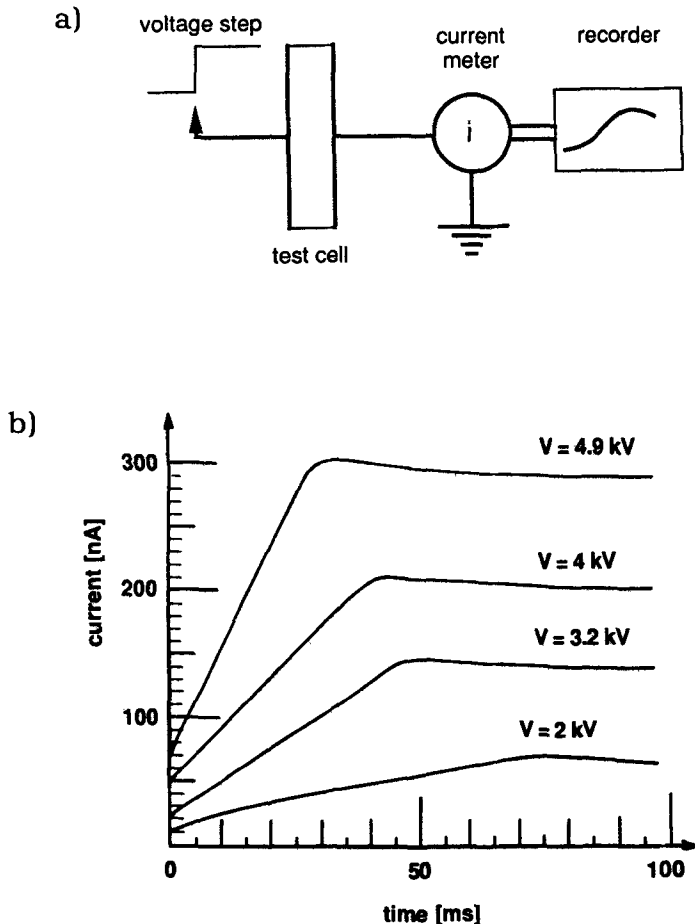 a)
voltage step
current
meter
recorder
i
test cell
b)
current [nA]
300
200
100
V = 4.9 kV
V = 4 kV
V = 3.2 kV
V = 2 kV
0
50
100
time [ms]